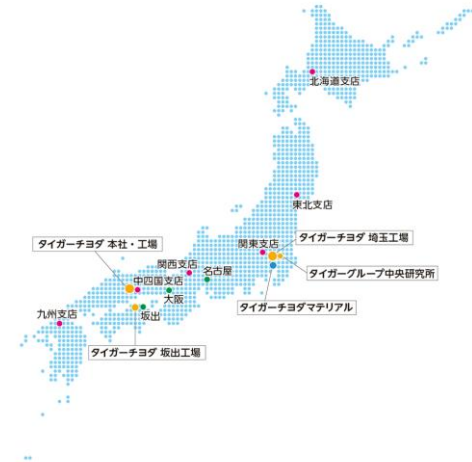 北海道支店
東北支店
関東支店
タイガーチヨダ 埼玉工場
タイガーチヨダ 本社・工場
関西支店
名古屋
タイガーグループ中央研究所
中四国支店
大阪
タイガーチヨダマテリアル
九州支店
坂出
タイガーチヨダ 坂出工場